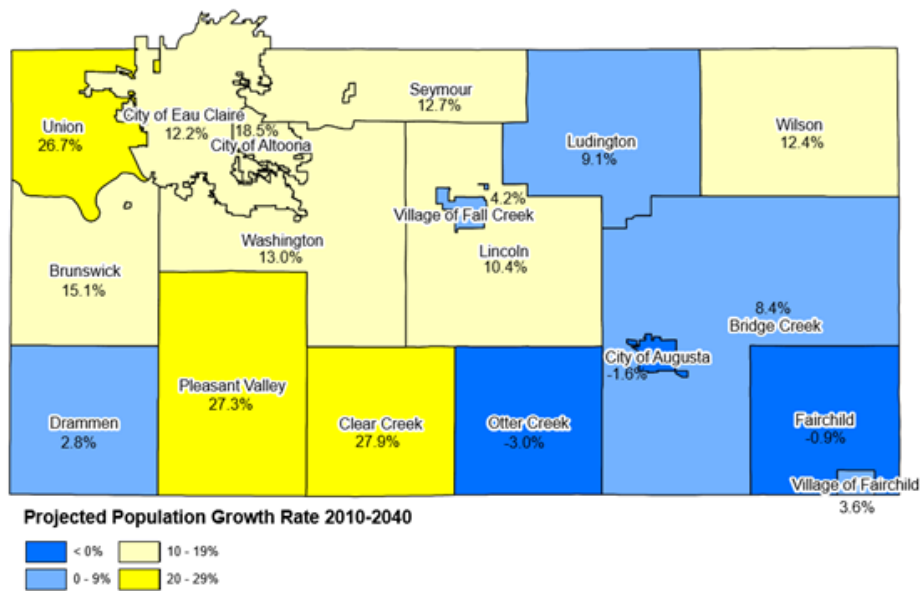 Seymour
12.7%
City of Eau Claire
12.2%
18.5%
City of Altoona
Union
26.7%
Ludington
9.1%
Wilson
12.4%
4.2%
Village of Fall Creek
Washington
13.0%
Lincoln
10.4%
Brunswick
15.1%
8.4%
Bridge Creek
City of Augusta
-1.6%
Pleasant Valley
27.3%
Drammen
2.8%
Clear Creek
27.9%
Otter Creek
-3.0%
Fairchild
-0.9%
Village of Fairchild
3.6%
Projected Population Growth Rate 2010-2040
< 0%
10 - 19%
0 - 9%
20 - 29%